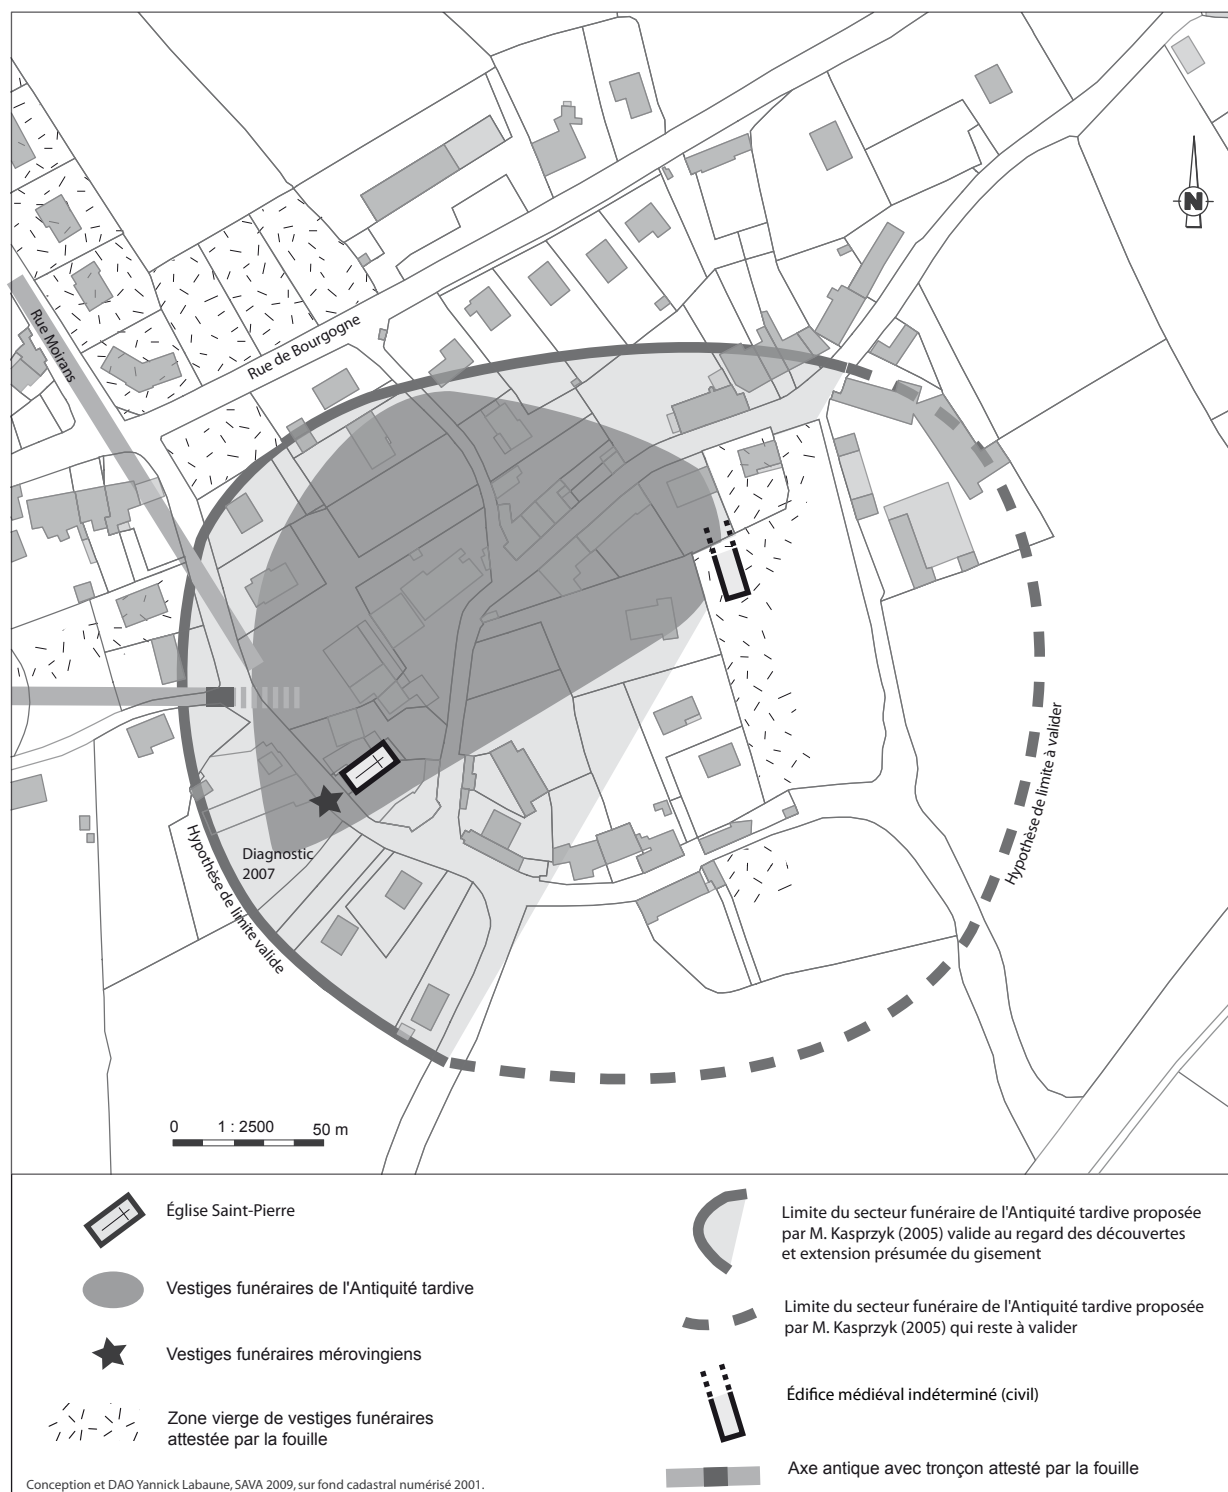 N
Rue Moirans
Rue de Bourgogne
Hypothèse de limite à valider
Diagnostic
2007
Hypothèse de limite valide
0 1 : 2500 50 m
Église Saint-Pierre
Vestiges funéraires de l'Antiquité tardive
Vestiges funéraires mérovingiens
Zone vierge de vestiges funéraires
attestée par la fouille
Limite du secteur funéraire de l'Antiquité tardive proposée
par M. Kasprzyk (2005) valide au regard des découvertes
et extension présumée du gisement
Limite du secteur funéraire de l'Antiquité tardive proposée
par M. Kasprzyk (2005) qui reste à valider
Édifice médiéval indéterminé (civil)
Axe antique avec tronçon attesté par la fouille
Conception et DAO Yannick Labaune, SAVA 2009, sur fond cadastral numérisé 2001.